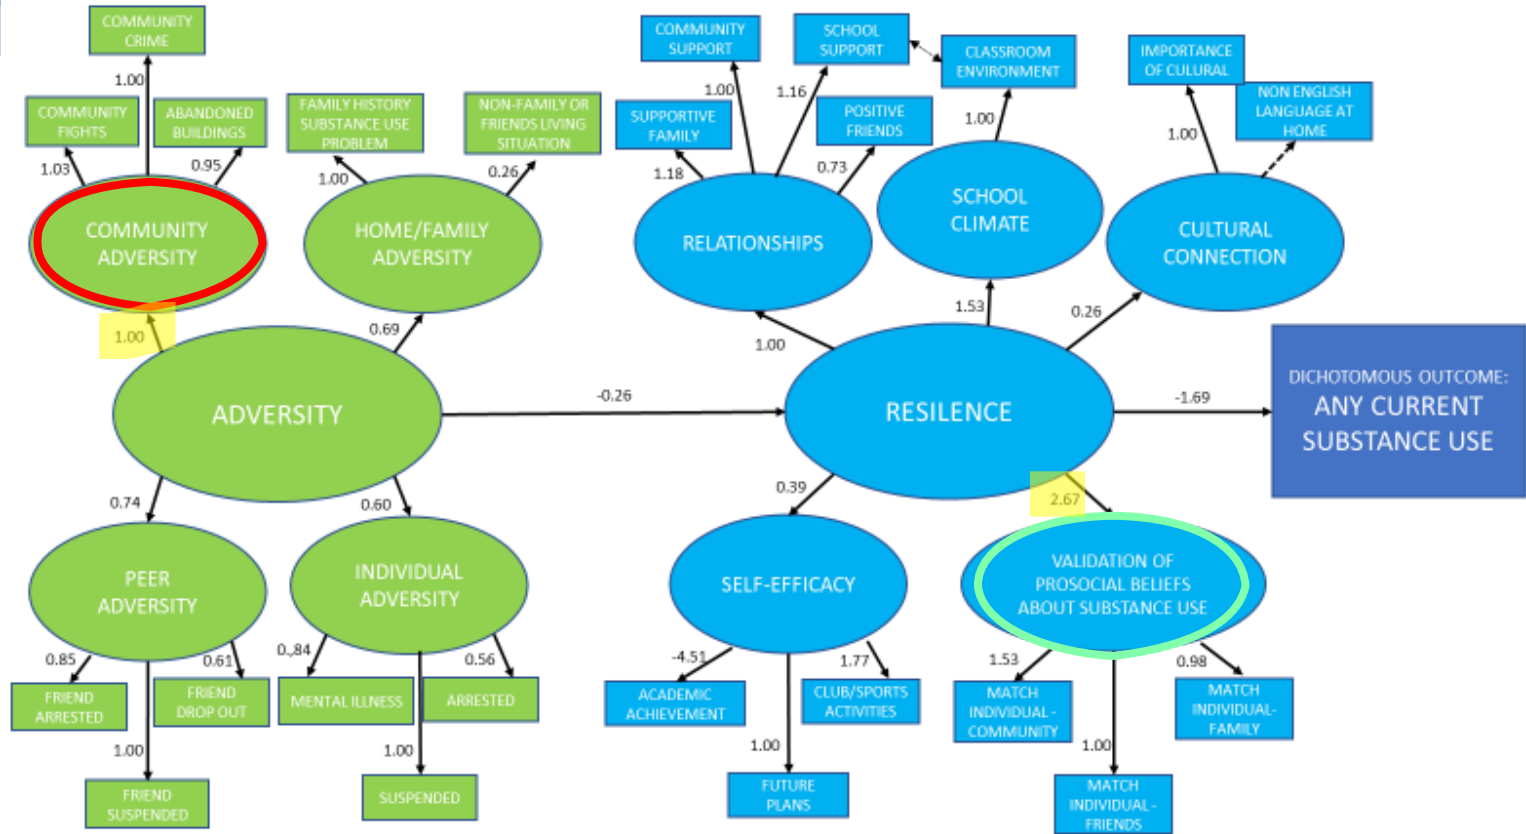 COMMUNITY
CRIME
1.00
COMMUNITY
FIGHTS
ABANDONED
BUILDINGS
1.03
0.95
COMMUNITY
ADVERSITY
FAMILY HISTORY
SUBSTANCE USE
PROBLEM
NON-FAMILY OR
FRIENDS LIVING
SITUATION
1.00
0.26
HOME/FAMILY
ADVERSITY
1.00
0.69
ADVERSITY
-0.26
0.74
0.60
PEER
ADVERSITY
INDIVIDUAL
ADVERSITY
0.85
0.61
FRIEND
ARRESTED
FRIEND
DROP OUT
1.00
FRIEND
SUSPENDED
0.,84
0.56
MENTAL ILLNESS
ARRESTED
1.00
SUSPENDED
COMMUNITY
SUPPORT
SCHOOL
SUPPORT
CLASSROOM
ENVIRONMENT
1.00
1.16
SUPPORTIVE
FAMILY
POSITIVE
FRIENDS
1.18
0.73
RELATIONSHIPS
1.00
SCHOOL
CLIMATE
IMPORTANCE
OF CULURAL
NON ENGLISH
LANGUAGE AT
HOME
1.00
CULTURAL
CONNECTION
1.00
1.53
0.26
RESILENCE
-1.69
DICHOTOMOUS OUTCOME:
ANY CURRENT
SUBSTANCE USE
0.39
2.67
SELF-EFFICACY
VALIDATION OF
PROSOCIAL BELIEFS
ABOUT SUBSTANCE USE
-4.51
1.77
ACADEMIC
ACHIEVEMENT
CLUB/SPORTS
ACTIVITIES
1.00
FUTURE
PLANS
1.53
0.98
MATCH
INDIVIDUAL-
COMMUNITY
MATCH
INDIVIDUAL-
FAMILY
1.00
MATCH
INDIVIDUAL-
FRIENDS